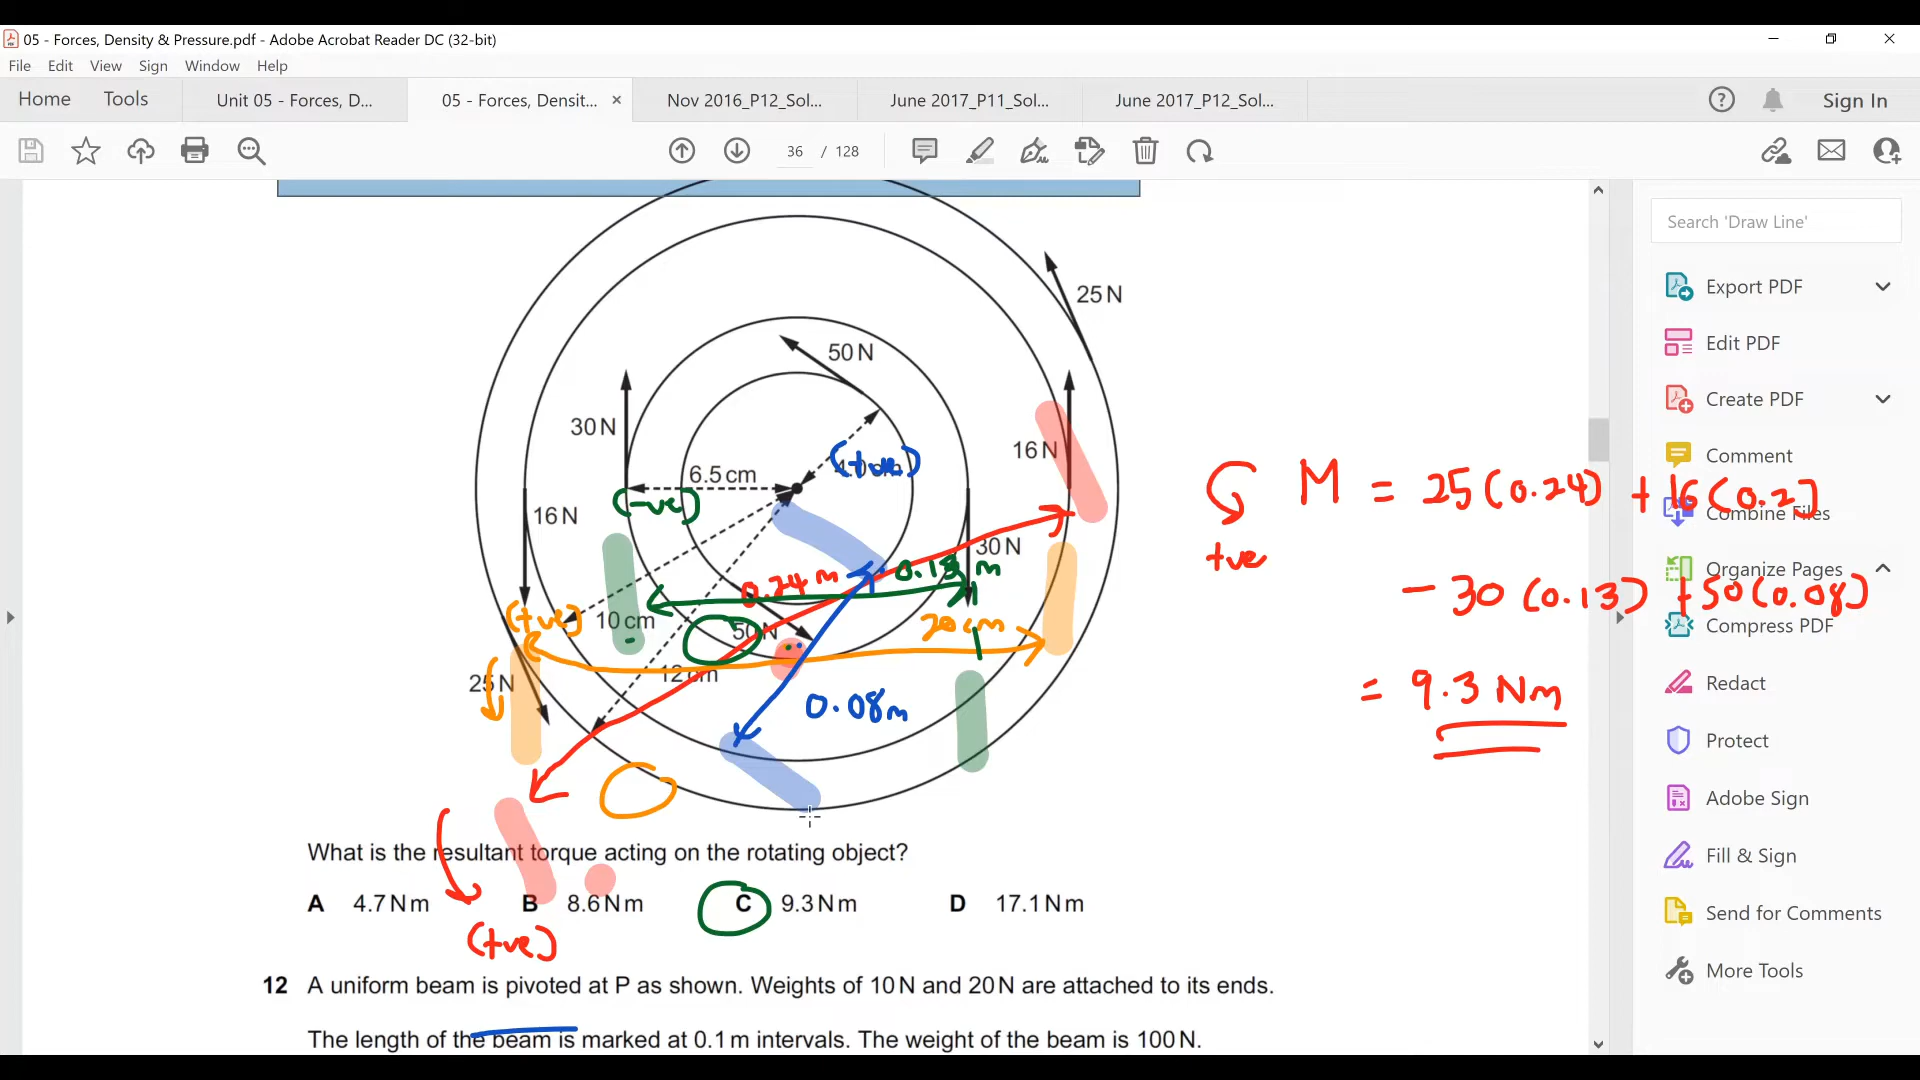 05 - Forces, Density & Pressure.pdf - Adobe Acrobat Reader DC (32-bit)
File Edit View Sign Window Help
Home Tools Unit 05 - Forces, D... 05 - Forces, Densit... × Nov 2016_P12_Sol... June 2017_P11_Sol... June 2017_P12_Sol... Sign In
36 / 128
Search 'Draw Line'
Export PDF
Edit PDF
Create PDF
Comment
Combine Files
Organize Pages
Compress PDF
Redact
Protect
Adobe Sign
Fill & Sign
Send for Comments
More Tools
25 N
50 N
30 N
16 N
(+ve)
4.0 cm
6.5 cm
(-ve)
16 N
30 N
0.13 m
0.24 m
(+ve)
10 cm
50 N
20 cm
12 cm
25 N
0.08 m
+ve
M = 25(0.24) + 16(0.2)
- 30(0.13) + 50(0.08)
= 9.3 Nm
What is the resultant torque acting on the rotating object?
A 4.7 N m B 8.6 N m C 9.3 N m D 17.1 N m
(+ve)
12 A uniform beam is pivoted at P as shown. Weights of 10 N and 20 N are attached to its ends.
The length of the beam is marked at 0.1 m intervals. The weight of the beam is 100 N.